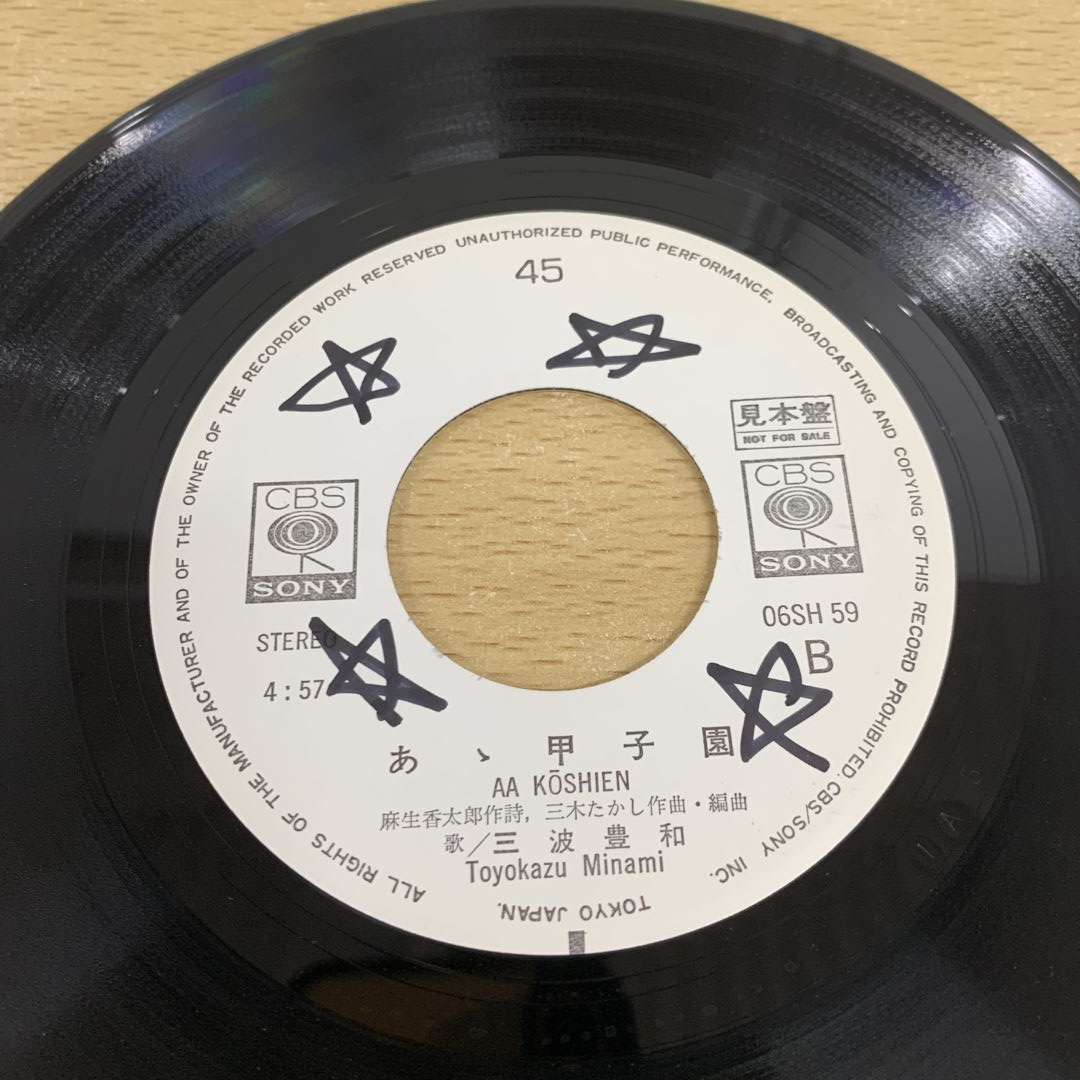 ALL RIGHTS OF THE MANUFACTURER AND OF THE OWNER OF THE RECORDED WORK RESERVED UNAUTHORIZED PUBLIC PERFORMANCE, BROADCASTING AND COPYING OF THIS RECORD PROHIBITED. CBS/SONY INC.
TOKYO JAPAN.
45
見本盤
NOT FOR SALE
CBS
SONY
CBS
SONY
STEREO
4:57
06SH 59
B
あゝ甲子園
AA KŌSHIEN
麻生香太郎作詩, 三木たかし作曲・編曲
歌/三波豊和
Toyokazu Minami
1 A 5